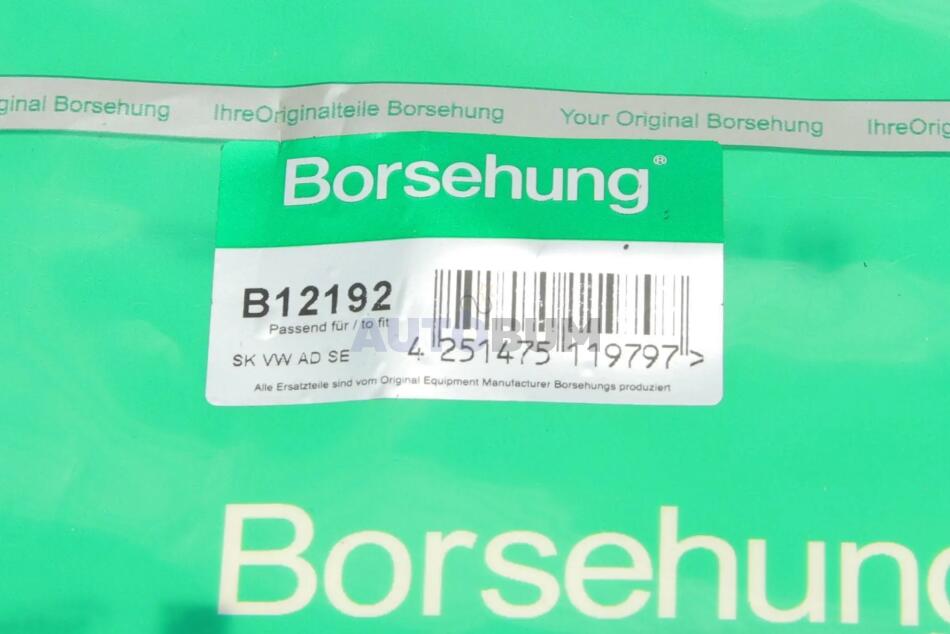 ginal Borsehung IhreOriginalteile Borsehung Your Original Borsehung IhreOrig
Borsehung®
B12192
Passend für / to fit
AUTOBUM
SK VW AD SE
4 251475 119797 >
Alle Ersatzteile sind vom Original Equipment Manufacturer Borsehungs produziert
Borsehung